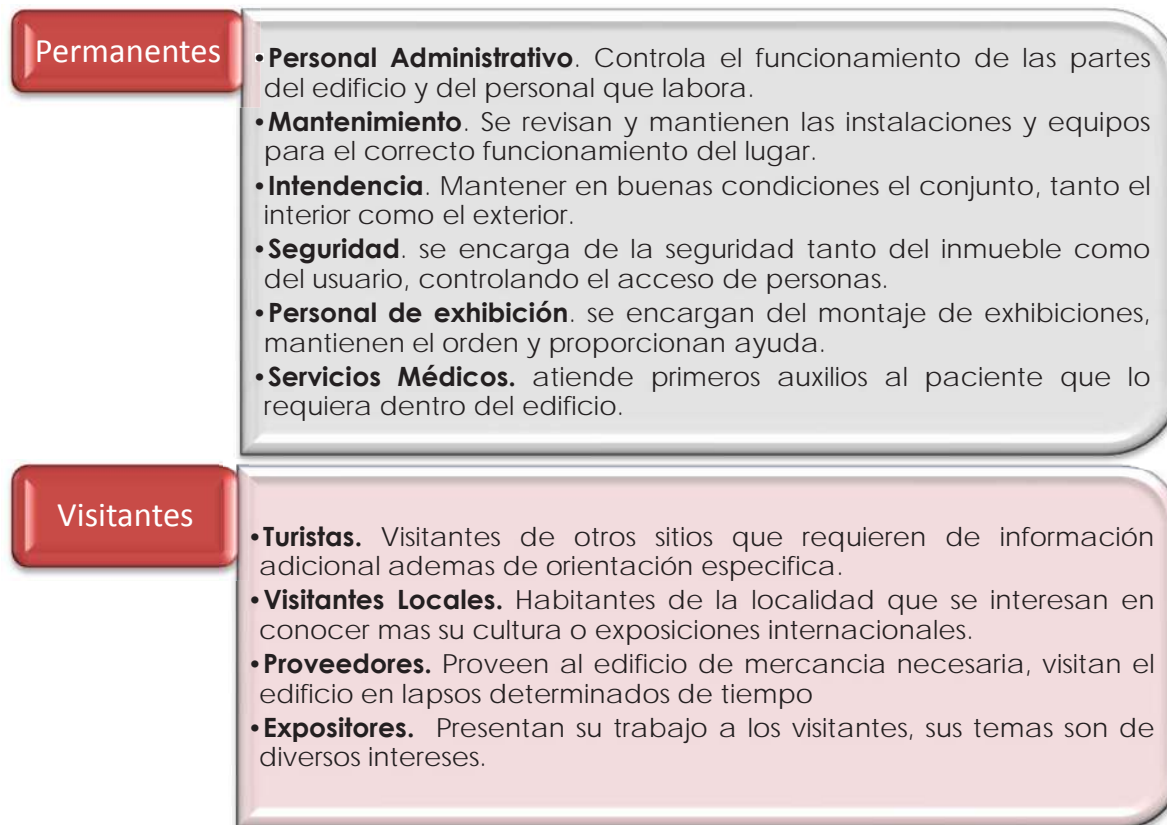 Permanentes
•Personal Administrativo. Controla el funcionamiento de las partes
del edificio y del personal que labora.
•Mantenimiento. Se revisan y mantienen las instalaciones y equipos
para el correcto funcionamiento del lugar.
•Intendencia. Mantener en buenas condiciones el conjunto, tanto el
interior como el exterior.
•Seguridad. se encarga de la seguridad tanto del inmueble como
del usuario, controlando el acceso de personas.
•Personal de exhibición. se encargan del montaje de exhibiciones,
mantienen el orden y proporcionan ayuda.
•Servicios Médicos. atiende primeros auxilios al paciente que lo
requiera dentro del edificio.
Visitantes
•Turistas. Visitantes de otros sitios que requieren de información
adicional ademas de orientación especifica.
•Visitantes Locales. Habitantes de la localidad que se interesan en
conocer mas su cultura o exposiciones internacionales.
•Proveedores. Proveen al edificio de mercancia necesaria, visitan el
edificio en lapsos determinados de tiempo
•Expositores. Presentan su trabajo a los visitantes, sus temas son de
diversos intereses.